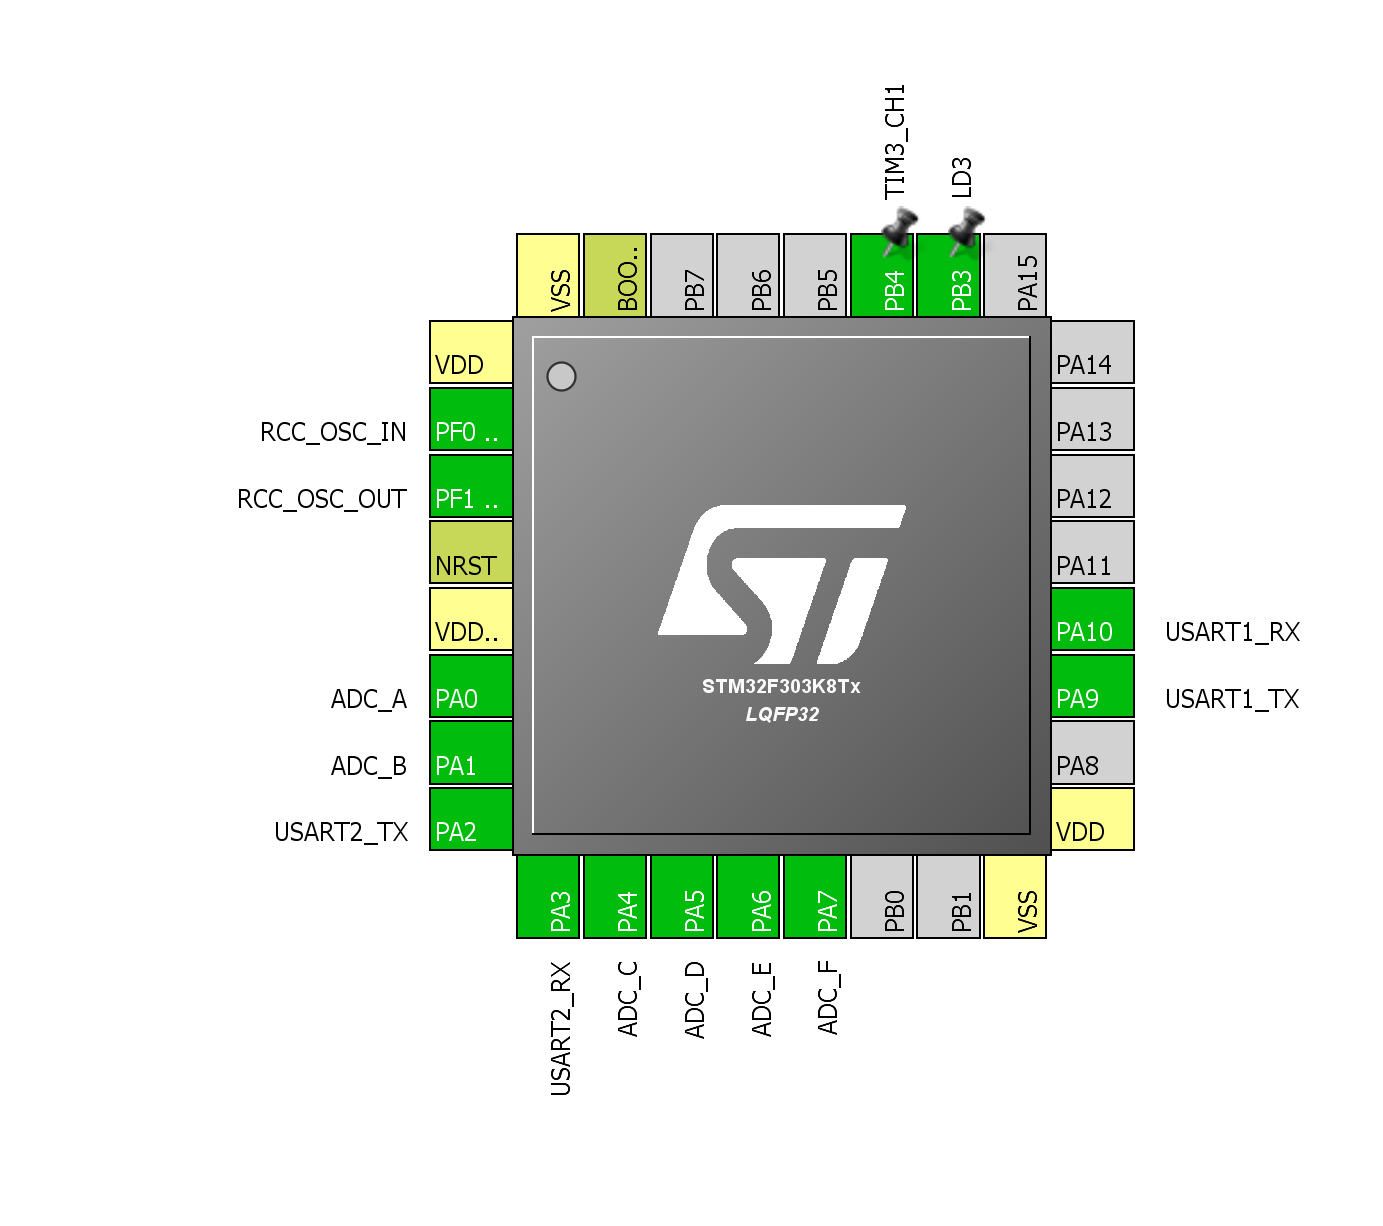 TIM3_CH1
LD3
VSS
BOO..
PB7
PB6
PB5
PB4
PB3
PA15
VDD
RCC_OSC_IN
PF0 ..
RCC_OSC_OUT
PF1 ..
NRST
VDD..
ADC_A
PA0
ADC_B
PA1
USART2_TX
PA2
ST
STM32F303K8Tx
LQFP32
PA14
PA13
PA12
PA11
PA10
USART1_RX
PA9
USART1_TX
PA8
VDD
PA3
PA4
PA5
PA6
PA7
PB0
PB1
VSS
USART2_RX
ADC_C
ADC_D
ADC_E
ADC_F